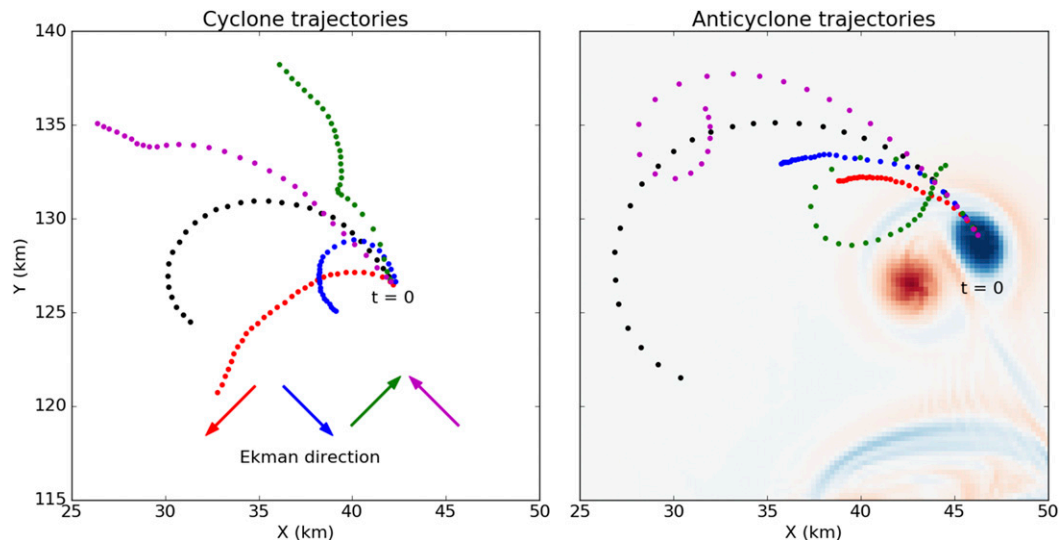 Cyclone trajectories
Anticyclone trajectories
140
135
130
125
120
115
Y (km)
t = 0
t = 0
Ekman direction
25 30 35 40 45 50
25 30 35 40 45 50
X (km)
X (km)